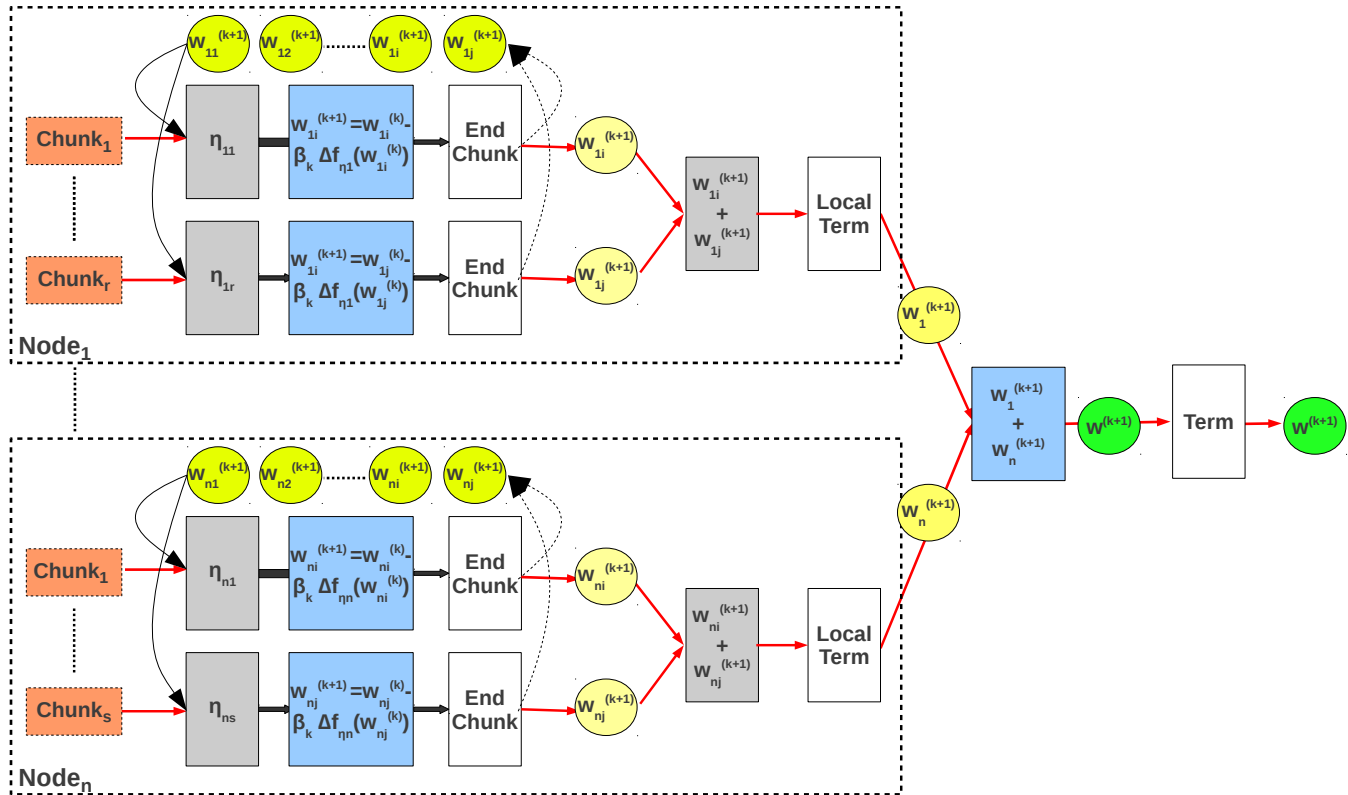 w₁₁⁽ᵏ⁺¹⁾ w₁₂⁽ᵏ⁺¹⁾ ........ w₁ᵢ⁽ᵏ⁺¹⁾ w₁ⱼ⁽ᵏ⁺¹⁾
Chunk₁
η₁₁
w₁ᵢ⁽ᵏ⁺¹⁾=w₁ᵢ⁽ᵏ⁾-
βₖ Δf_η1(w₁ᵢ⁽ᵏ⁾)
End
Chunk
w₁ᵢ⁽ᵏ⁺¹⁾
Chunkᵣ
η₁ᵣ
w₁ᵢ⁽ᵏ⁺¹⁾=w₁ⱼ⁽ᵏ⁾-
βₖ Δf_η1(w₁ⱼ⁽ᵏ⁾)
End
Chunk
w₁ⱼ⁽ᵏ⁺¹⁾
w₁ᵢ⁽ᵏ⁺¹⁾
+
w₁ⱼ⁽ᵏ⁺¹⁾
Local
Term
Node₁
w₁⁽ᵏ⁺¹⁾
wₙ₁⁽ᵏ⁺¹⁾ wₙ₂⁽ᵏ⁺¹⁾ ........ wₙᵢ⁽ᵏ⁺¹⁾ wₙⱼ⁽ᵏ⁺¹⁾
Chunk₁
ηₙ₁
wₙᵢ⁽ᵏ⁺¹⁾=wₙᵢ⁽ᵏ⁾-
βₖ Δf_ηn(wₙᵢ⁽ᵏ⁾)
End
Chunk
wₙᵢ⁽ᵏ⁺¹⁾
Chunkₛ
ηₙₛ
wₙⱼ⁽ᵏ⁺¹⁾=wₙⱼ⁽ᵏ⁾-
βₖ Δf_ηn(wₙⱼ⁽ᵏ⁾)
End
Chunk
wₙⱼ⁽ᵏ⁺¹⁾
wₙᵢ⁽ᵏ⁺¹⁾
+
wₙⱼ⁽ᵏ⁺¹⁾
Local
Term
Nodeₙ
wₙ⁽ᵏ⁺¹⁾
w₁⁽ᵏ⁺¹⁾
+
wₙ⁽ᵏ⁺¹⁾
w⁽ᵏ⁺¹⁾
Term
w⁽ᵏ⁺¹⁾